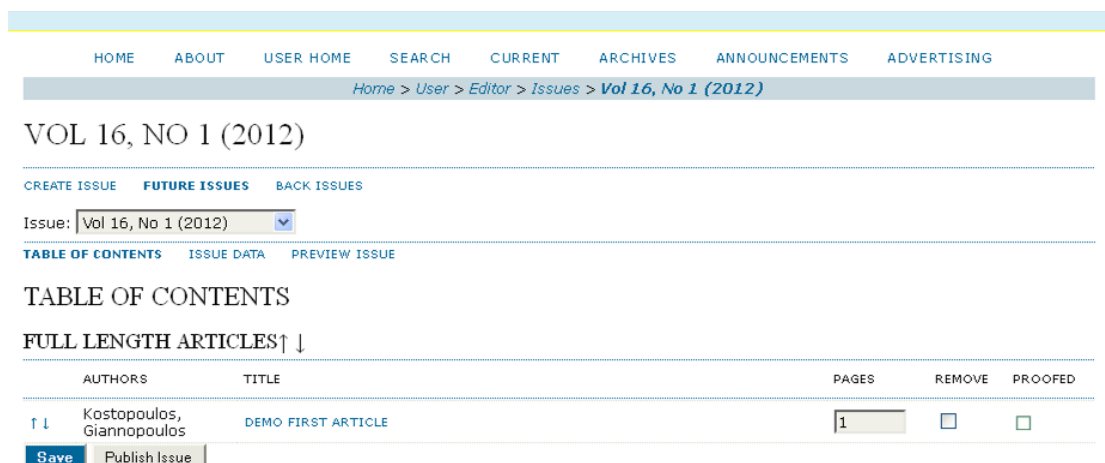 HOME ABOUT USER HOME SEARCH CURRENT ARCHIVES ANNOUNCEMENTS ADVERTISING
Home > User > Editor > Issues > Vol 16, No 1 (2012)
VOL 16, NO 1 (2012)
CREATE ISSUE FUTURE ISSUES BACK ISSUES
Issue: Vol 16, No 1 (2012)
TABLE OF CONTENTS ISSUE DATA PREVIEW ISSUE
TABLE OF CONTENTS
FULL LENGTH ARTICLES↑ ↓
AUTHORS TITLE PAGES REMOVE PROOFED
↑ ↓ Kostopoulos, Giannopoulos DEMO FIRST ARTICLE 1
Save Publish Issue